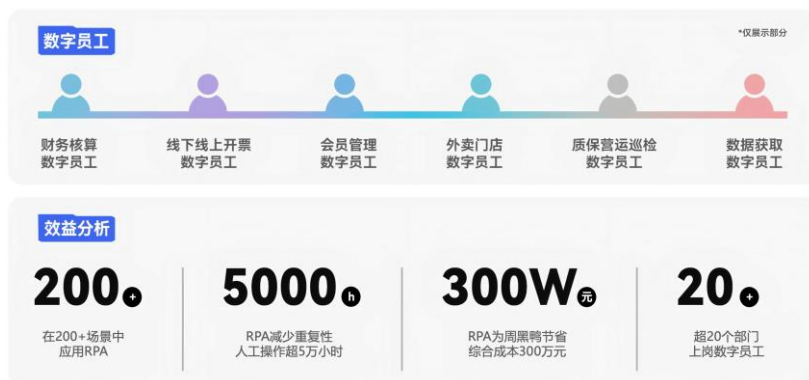 数字员工
*仅展示部分
财务核算
数字员工
线下线上开票
数字员工
会员管理
数字员工
外卖门店
数字员工
质保营运巡检
数字员工
数据获取
数字员工
效益分析
200+
在200+场景中
应用RPA
5000h
RPA减少重复性
人工操作超5万小时
300W元
RPA为周黑鸭节省
综合成本300万元
20+
超20个部门
上岗数字员工